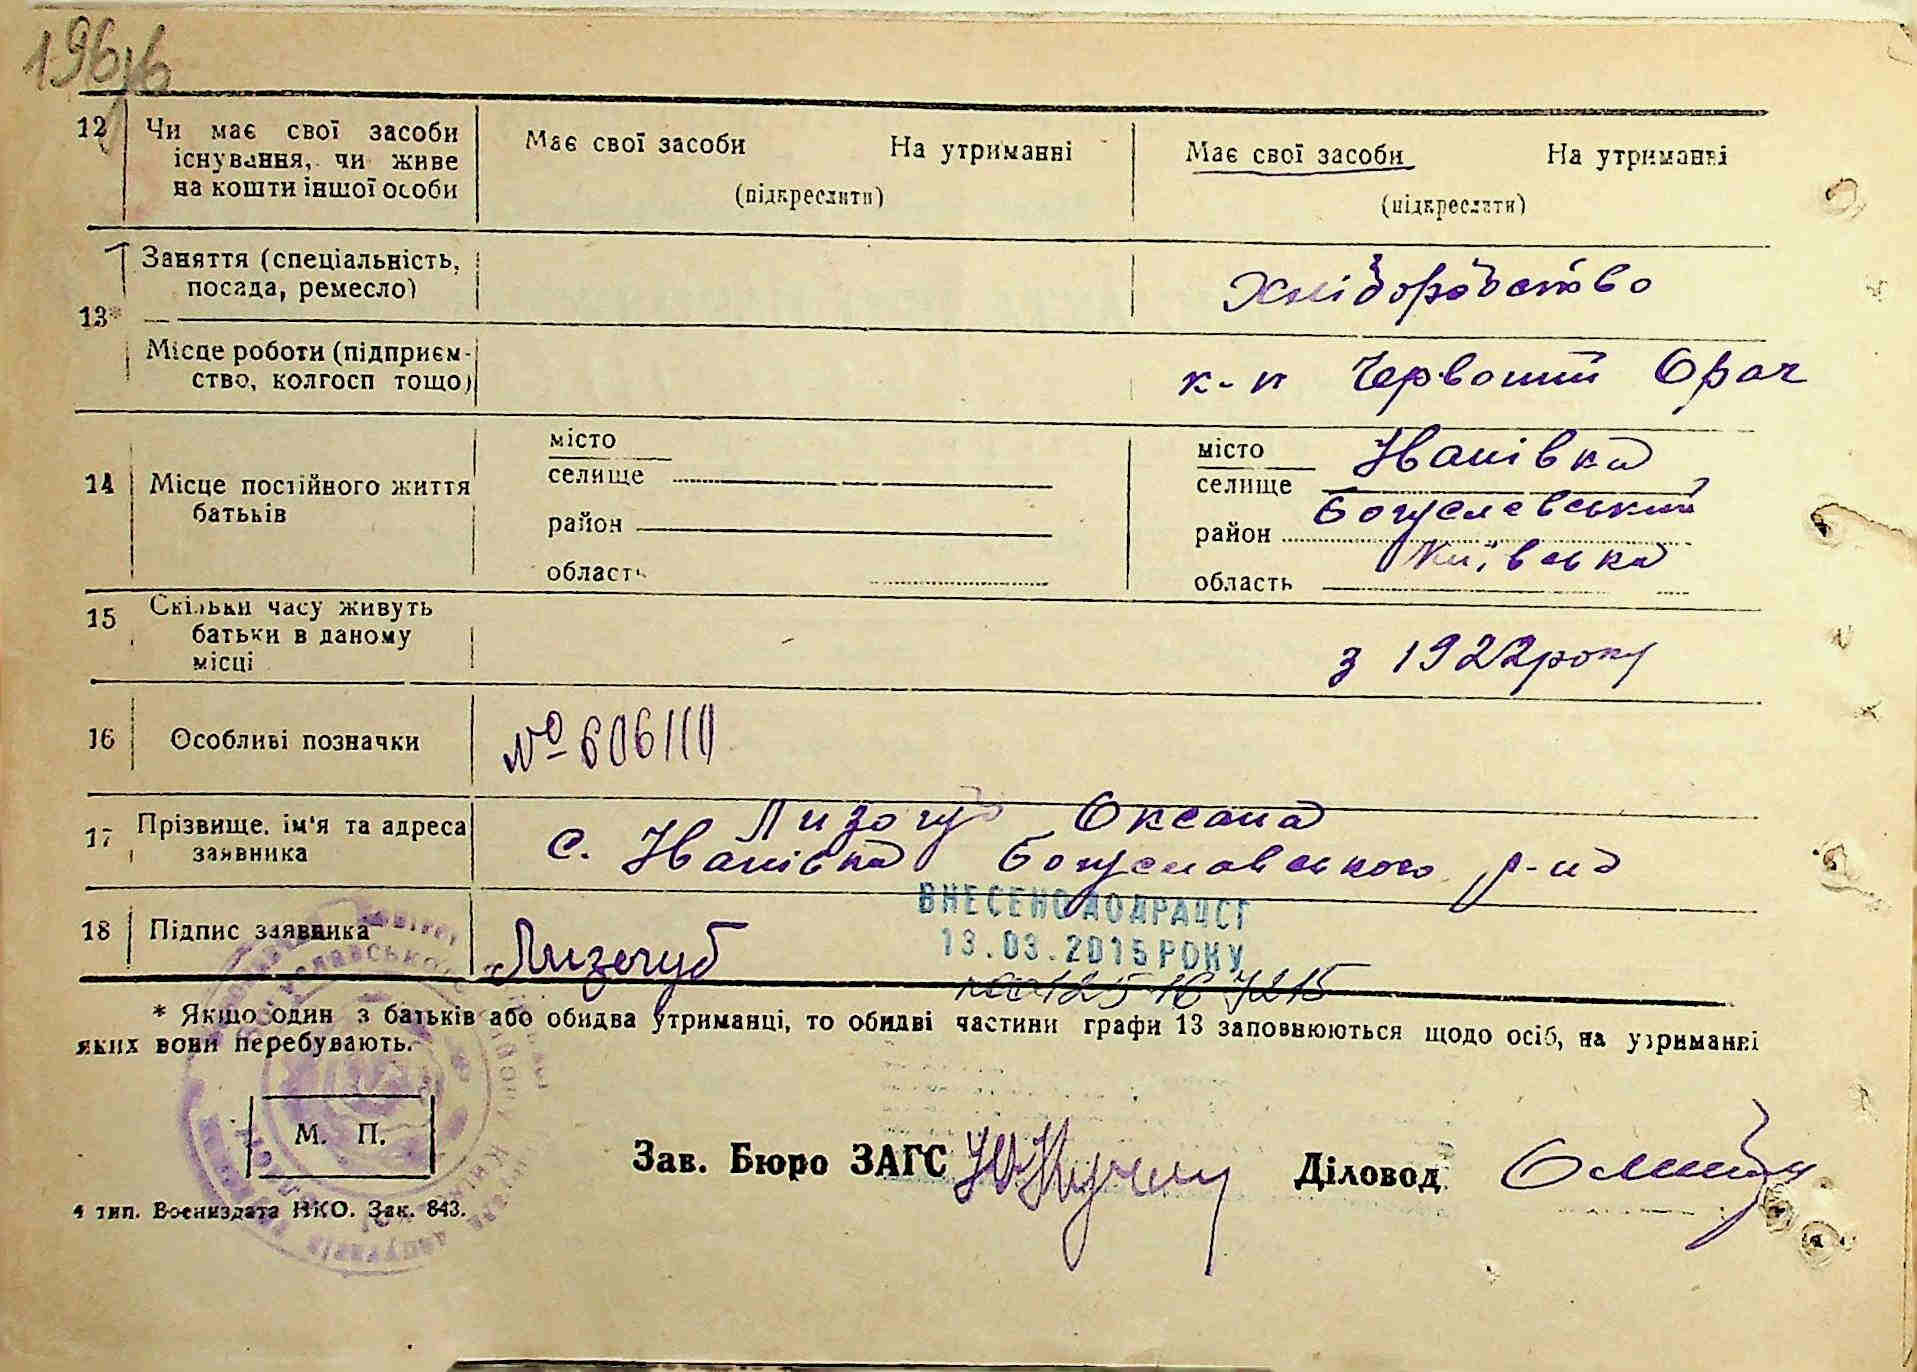 12 Чи має свої засоби існування, чи живе на кошти іншої особи
Має свої засоби На утриманні
(підкреслити)
Має свої засоби На утриманні
(підкреслити)
13* Заняття (спеціальність, посада, ремесло)
Хліборобство
Місце роботи (підприємство, колгосп тощо)
к-п Червоний Орач
14 Місце постійного життя батьків
місто
селище
район
область
місто
селище Іванівка
район Богуславський
область Київська
15 Скільки часу живуть батьки в даному місці
з 1922 року
16 Особливі позначки
№ 606110
17 Прізвище, ім'я та адреса заявника
Лизогуб Оксана
с. Іванівка Богуславського р-на
18 Підпис заявника
Лизогуб
ВНЕСЕНО ДО ДРАЦСГ
13.03.2015 РОКУ
* Якщо один з батьків або обидва утриманці, то обидві частини графи 13 заповнюються щодо осіб, на утриманні
яких вони перебувають.
М. П.
Зав. Бюро ЗАГС
Діловод
4 тип. Воениздата НКО. Зак. 843.